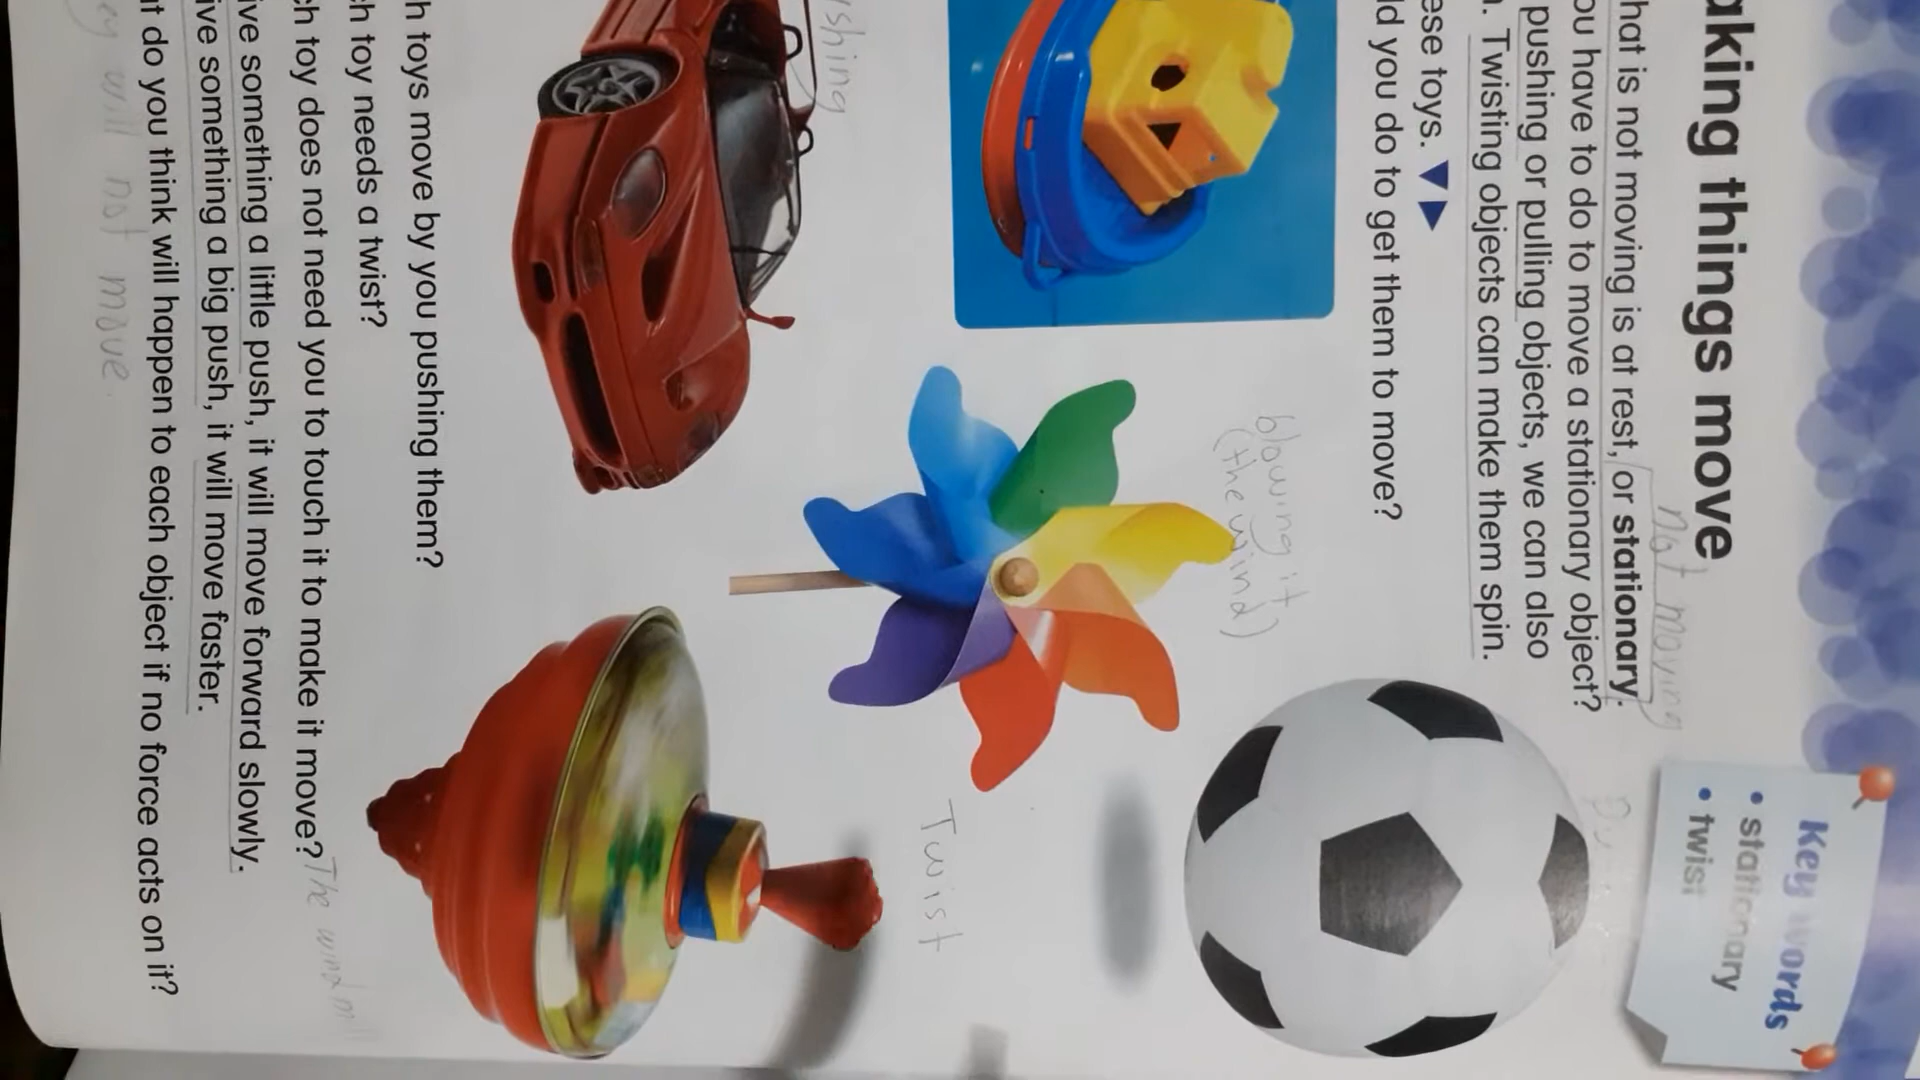 aking things move
Key words
• stationary
• twist
not moving
hat is not moving is at rest, or stationary.
ou have to do to move a stationary object?
pushing or pulling objects, we can also
. Twisting objects can make them spin.
ese toys.
ld you do to get them to move?
blowing it
(the wind)
shing
Twist
h toys move by you pushing them?
h toy needs a twist?
ch toy does not need you to touch it to make it move? The windmill
ive something a little push, it will move forward slowly.
ive something a big push, it will move faster.
t do you think will happen to each object if no force acts on it?
ey will not move.